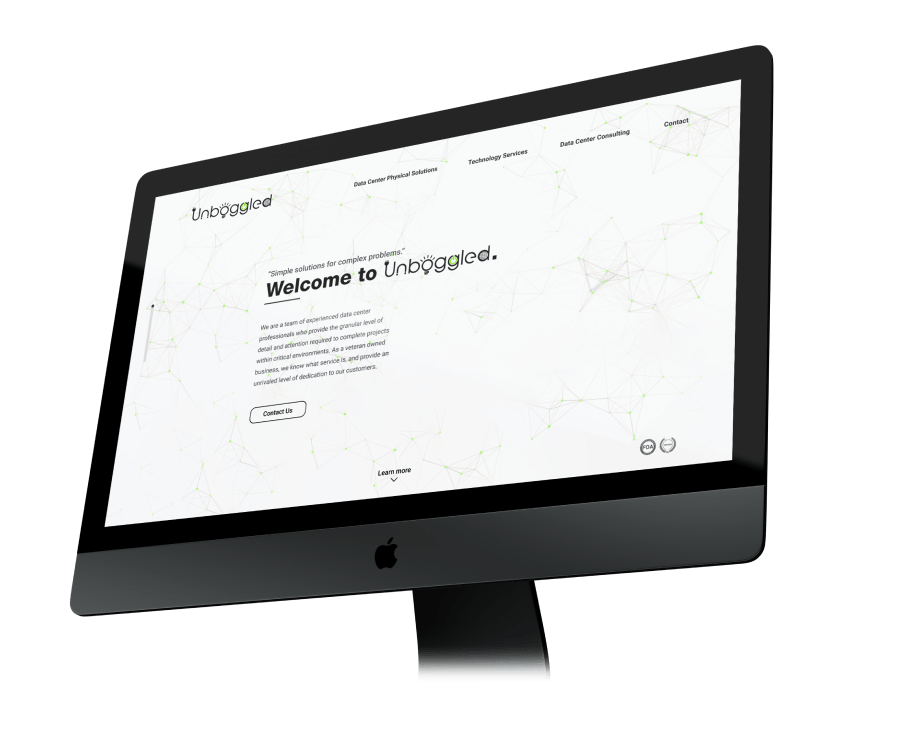 Unboggled
Data Center Physical Solutions
Technology Services
Data Center Consulting
Contact
"Simple solutions for complex problems."
Welcome to Unboggled.
We are a team of experienced data center
professionals who provide the granular level of
detail and attention required to complete projects
within critical environments. As a veteran owned
business, we know what service is, and provide an
unrivaled level of dedication to our customers.
Contact Us
Learn more
FOA